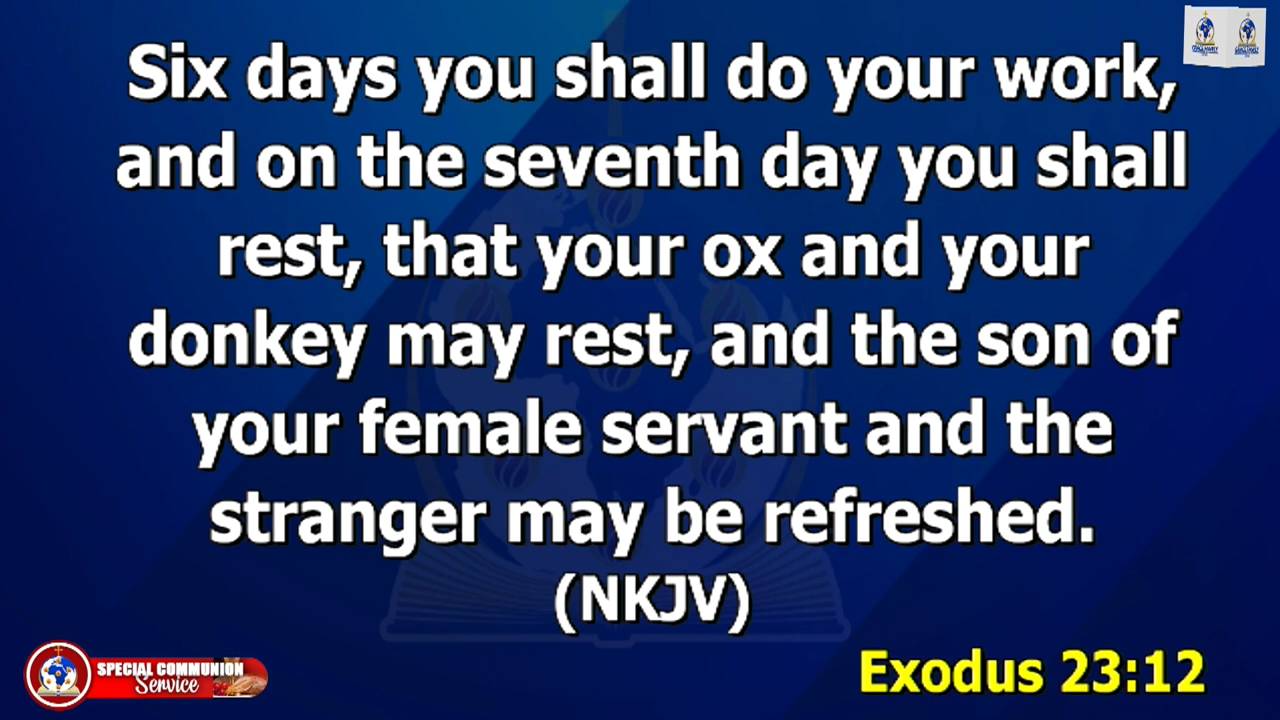 Six days you shall do your work,
and on the seventh day you shall
rest, that your ox and your
donkey may rest, and the son of
your female servant and the
stranger may be refreshed.
(NKJV)
Exodus 23:12
SPECIAL COMMUNION
Service